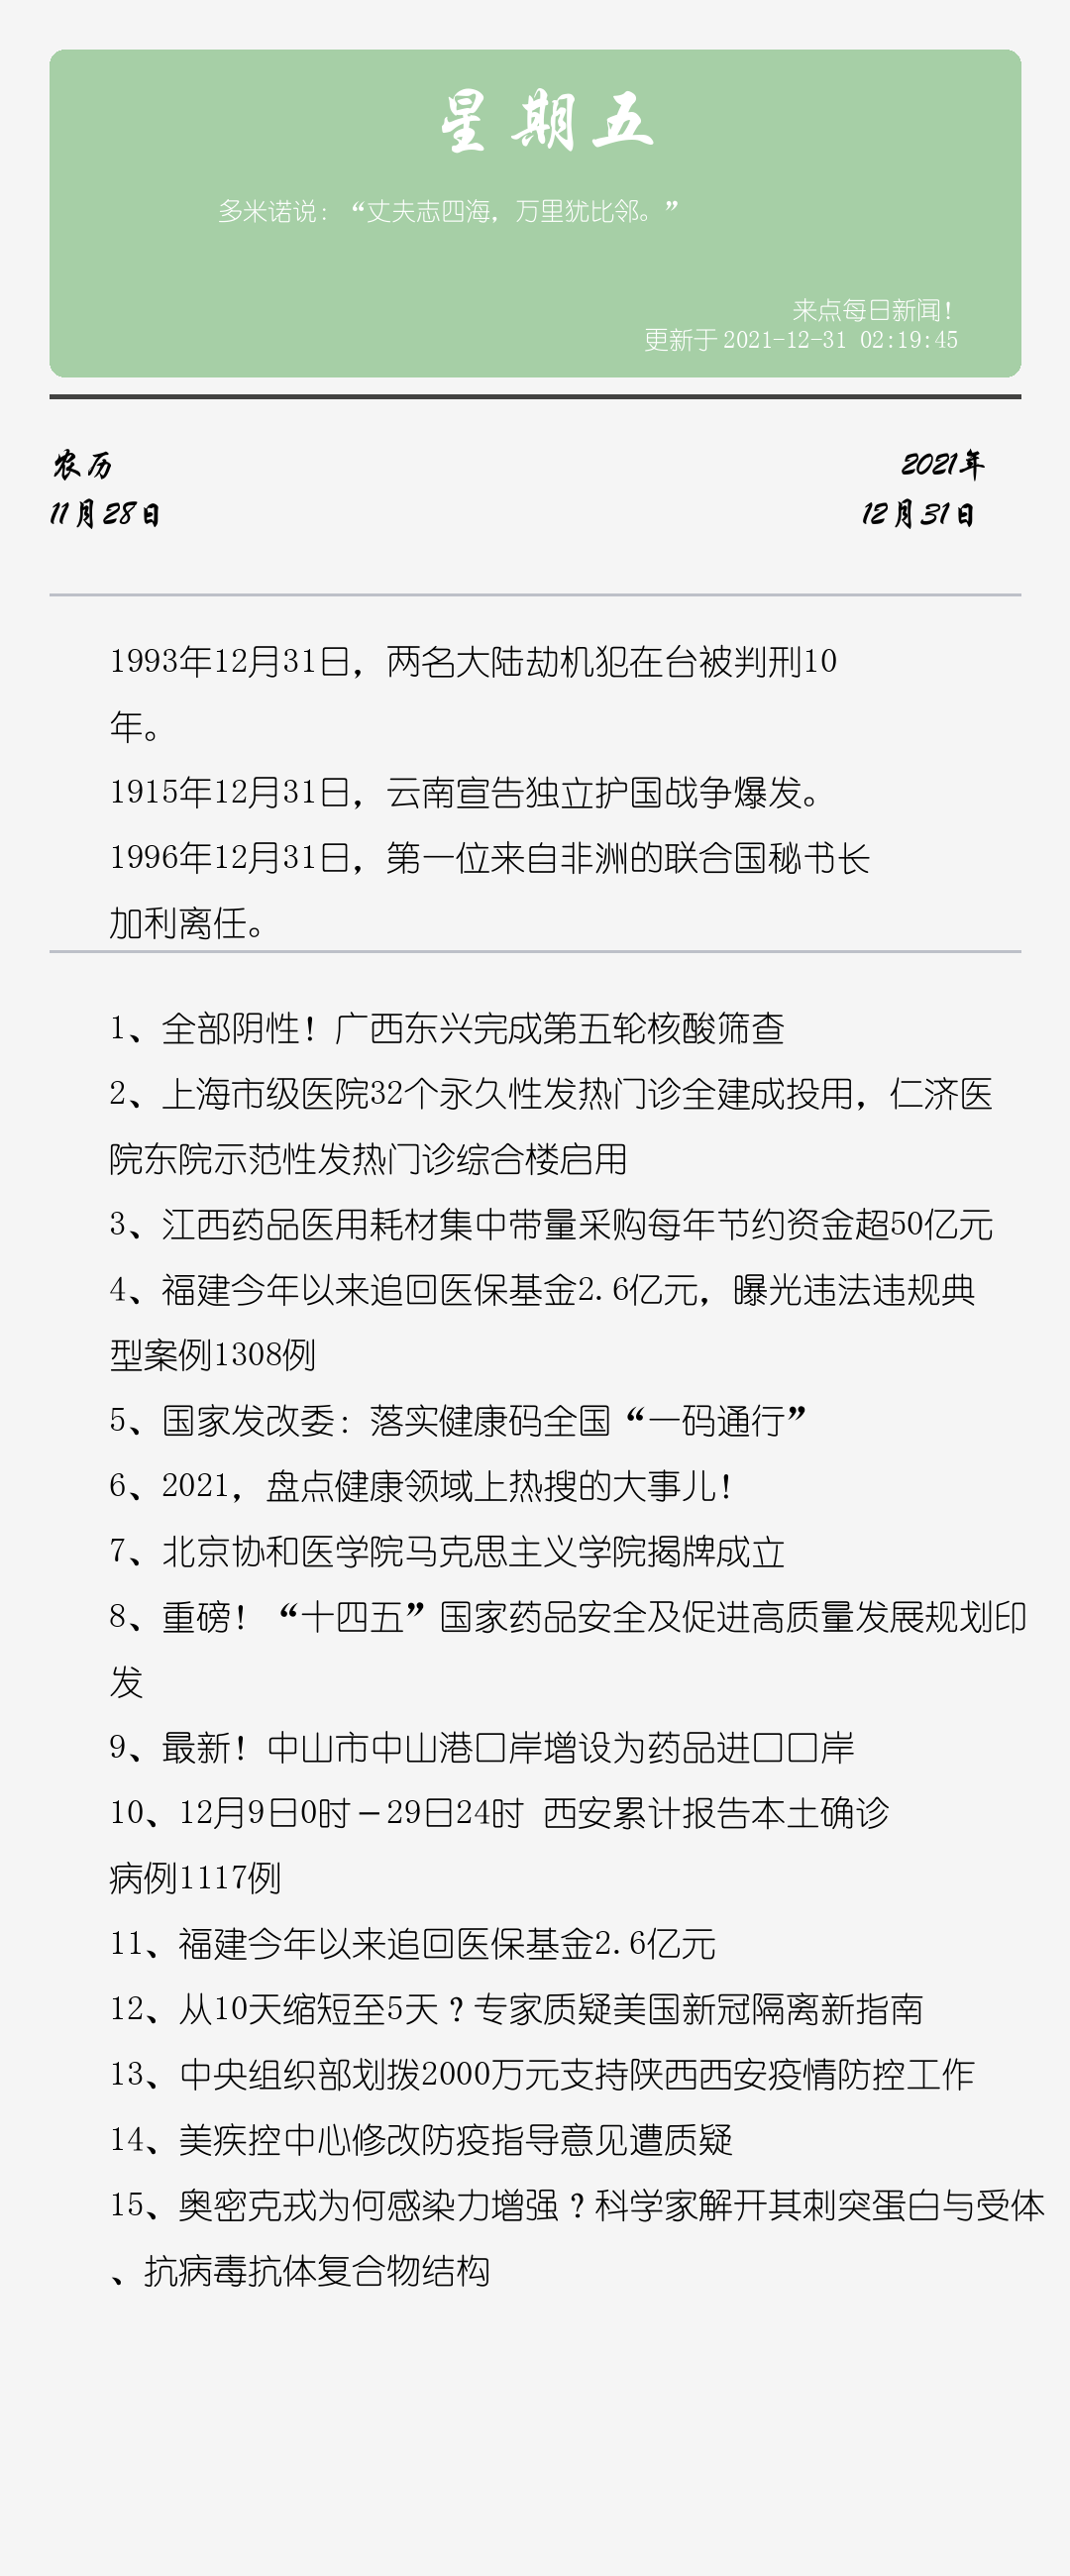 星期五
多米诺说：“丈夫志四海，万里犹比邻。”
来点每日新闻！
更新于2021-12-31 02:19:45
农历
11月28日
2021年
12月31日
1993年12月31日，两名大陆劫机犯在台被判刑10
年。
1915年12月31日，云南宣告独立护国战争爆发。
1996年12月31日，第一位来自非洲的联合国秘书长
加利离任。
1、全部阴性！广西东兴完成第五轮核酸筛查
2、上海市级医院32个永久性发热门诊全建成投用，仁济医
院东院示范性发热门诊综合楼启用
3、江西药品医用耗材集中带量采购每年节约资金超50亿元
4、福建今年以来追回医保基金2.6亿元，曝光违法违规典
型案例1308例
5、国家发改委：落实健康码全国“一码通行”
6、2021，盘点健康领域上热搜的大事儿！
7、北京协和医学院马克思主义学院揭牌成立
8、重磅！“十四五”国家药品安全及促进高质量发展规划印
发
9、最新！中山市中山港口岸增设为药品进口口岸
10、12月9日0时－29日24时 西安累计报告本土确诊
病例1117例
11、福建今年以来追回医保基金2.6亿元
12、从10天缩短至5天？专家质疑美国新冠隔离新指南
13、中央组织部划拨2000万元支持陕西西安疫情防控工作
14、美疾控中心修改防疫指导意见遭质疑
15、奥密克戎为何感染力增强？科学家解开其刺突蛋白与受体
、抗病毒抗体复合物结构